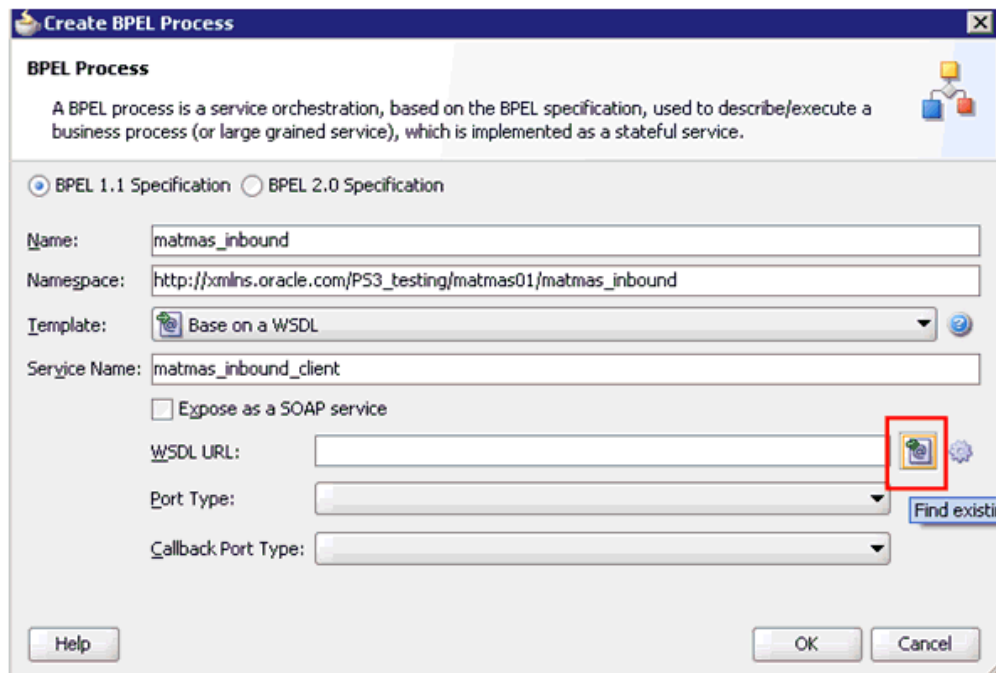 Create BPEL Process
BPEL Process
A BPEL process is a service orchestration, based on the BPEL specification, used to describe/execute a
business process (or large grained service), which is implemented as a stateful service.
BPEL 1.1 Specification BPEL 2.0 Specification
Name: matmas_inbound
Namespace: http://xmlns.oracle.com/PS3_testing/matmas01/matmas_inbound
Template: Base on a WSDL
Service Name: matmas_inbound_client
Expose as a SOAP service
WSDL URL:
Port Type:
Find existi
Callback Port Type:
Help OK Cancel